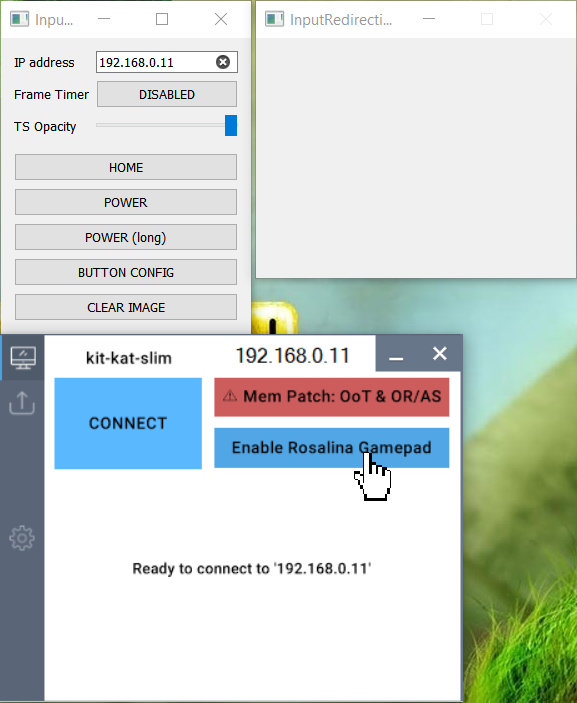 Inpu...
InputRedirecti...
IP address 192.168.0.11
Frame Timer DISABLED
TS Opacity
HOME
POWER
POWER (long)
BUTTON CONFIG
CLEAR IMAGE
kit-kat-slim 192.168.0.11
CONNECT
⚠ Mem Patch: OoT & OR/AS
Enable Rosalina Gamepad
Ready to connect to '192.168.0.11'